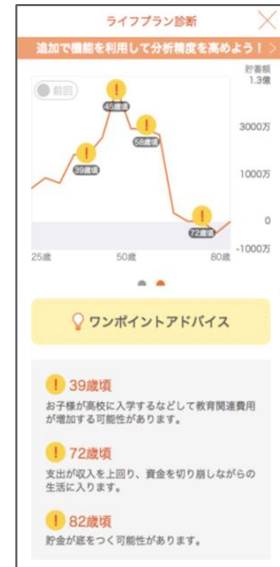 ライフプラン診断
追加で機能を利用して分析精度を高めよう！
貯蓄額
1.3億
前回
45歳頃
58歳頃
3000万
39歳頃
1000万
0
72歳頃
-1000万
25歳
50歳
80歳
ワンポイントアドバイス
39歳頃
お子様が高校に入学するなどして教育関連費用
が増加する可能性があります。
72歳頃
支出が収入を上回り、資金を切り崩しながらの
生活に入ります。
82歳頃
貯金が底をつく可能性があります。